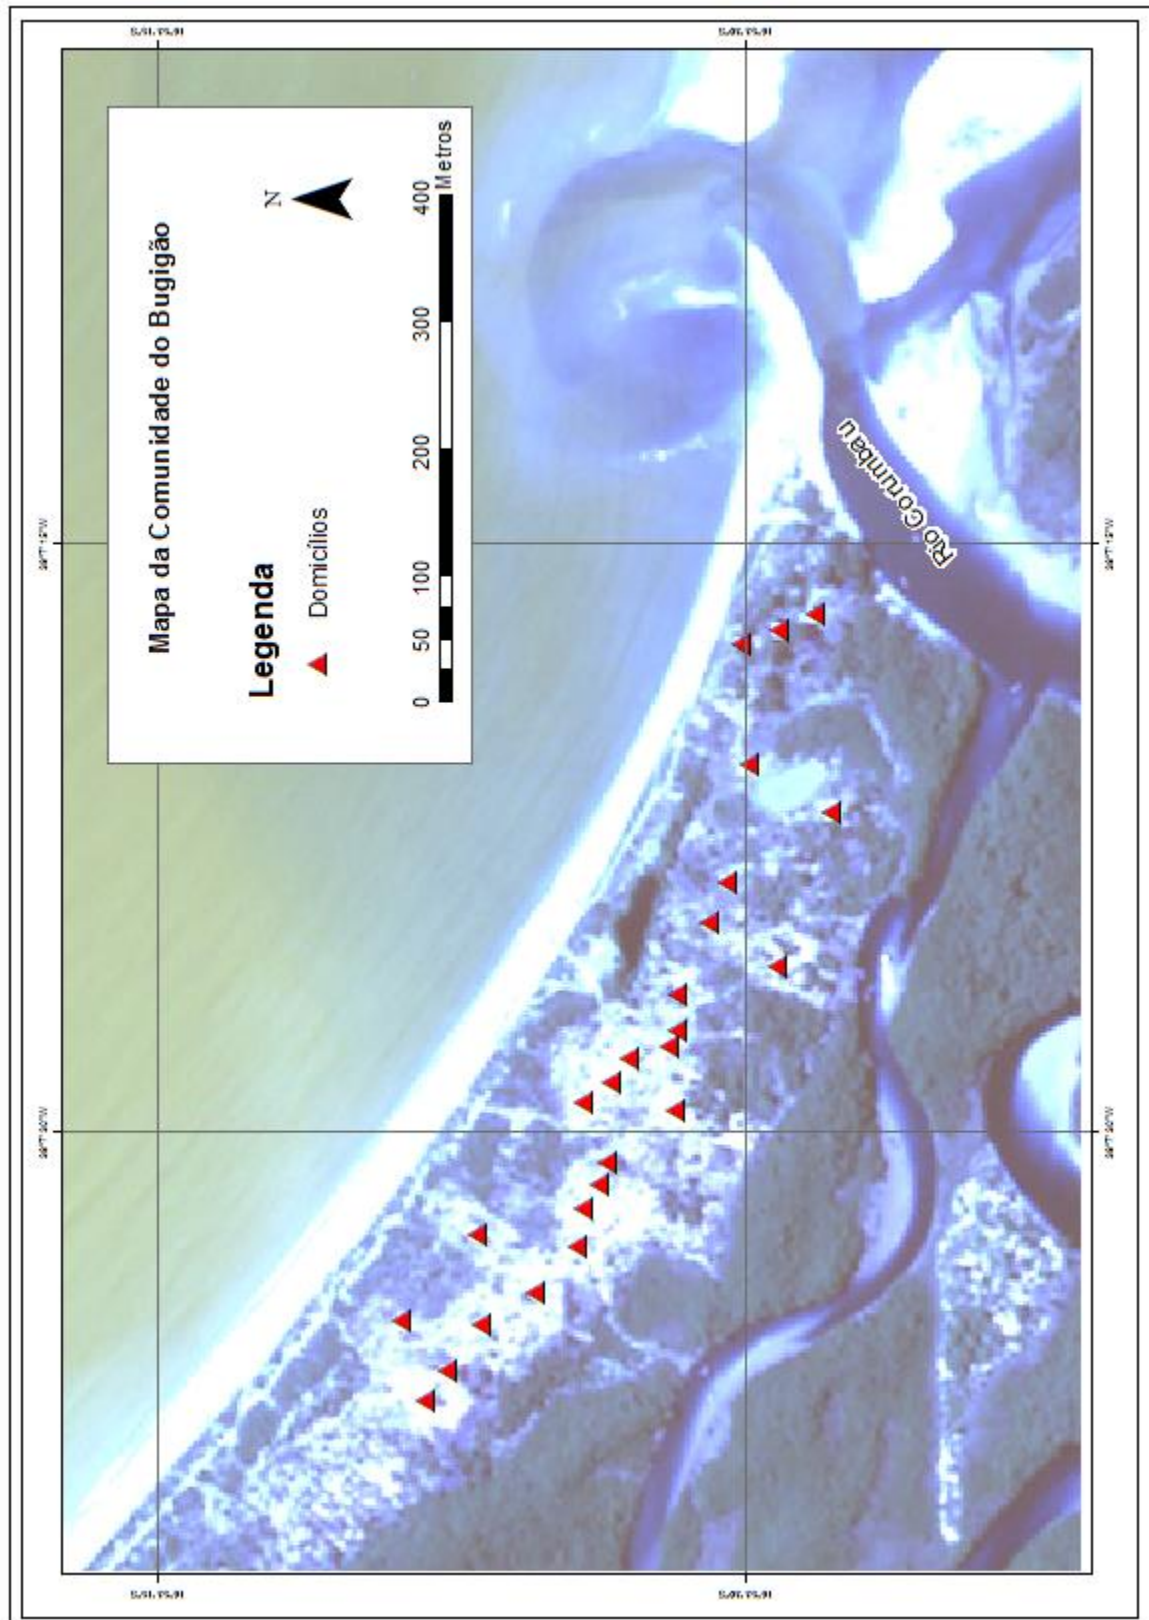 Mapa da Comunidade do Bugigão
N
Legenda
Domicílios
0 50 100 200 300 400
Metros
Rio Corumbau